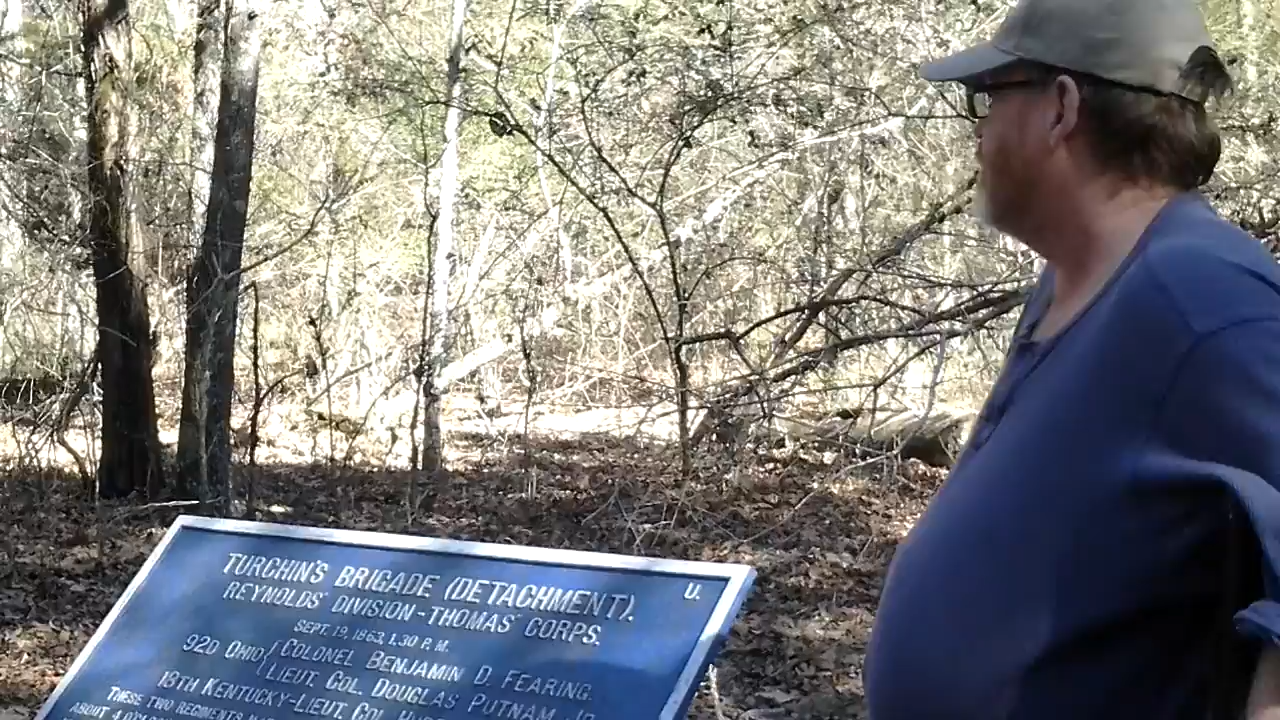 U.
TURCHIN'S BRIGADE (DETACHMENT).
REYNOLDS' DIVISION-THOMAS' CORPS.
SEPT. 19, 1863, 1.30 P. M.
92D OHIO { COLONEL BENJAMIN D. FEARING.
LIEUT. COL. DOUGLAS PUTNAM, JR.
18TH KENTUCKY-LIEUT. COL.
THESE TWO REGIMENTS
ABOUT